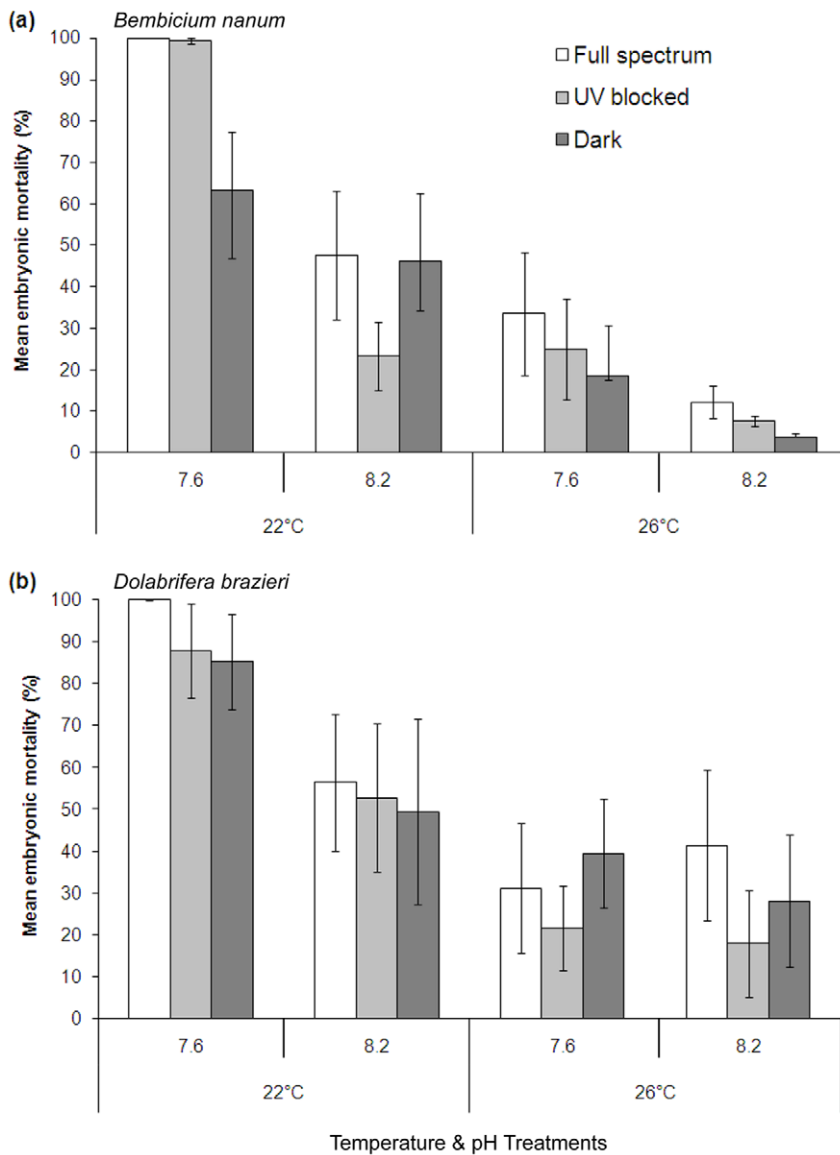 (a) Bembicium nanum
100
90
80
70
60
50
40
30
20
10
0
Mean embryonic mortality (%)
Full spectrum
UV blocked
Dark
7.6 8.2 7.6 8.2
22°C 26°C
(b) Dolabrifera brazieri
100
90
80
70
60
50
40
30
20
10
0
Mean embryonic mortality (%)
7.6 8.2 7.6 8.2
22°C 26°C
Temperature & pH Treatments